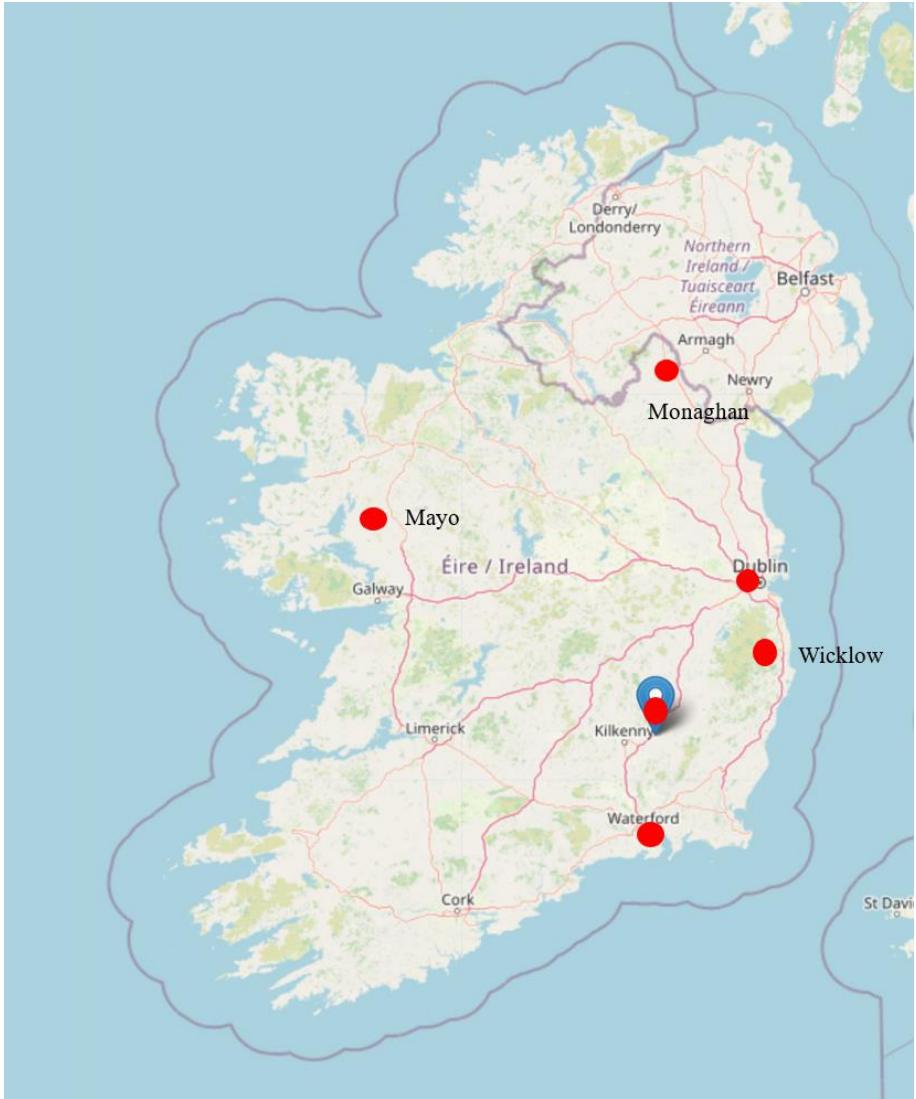 Derry/
Londonderry
Northern
Ireland /
Tuaisceart
Éireann
Belfast
Armagh
Newry
Monaghan
Mayo
Éire / Ireland
Dublin
Galway
Wicklow
Limerick
Kilkenny
Waterford
Cork
St Davi